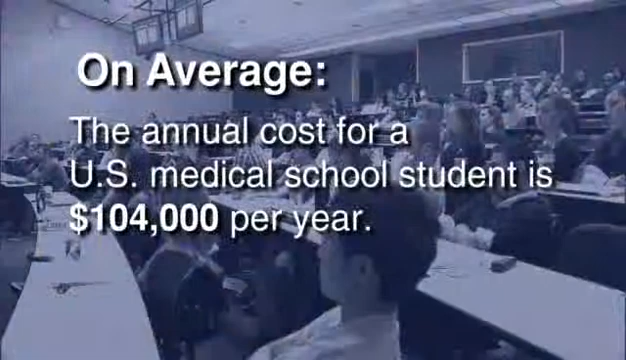 On Average:
The annual cost for a
U.S. medical school student is
$104,000 per year.